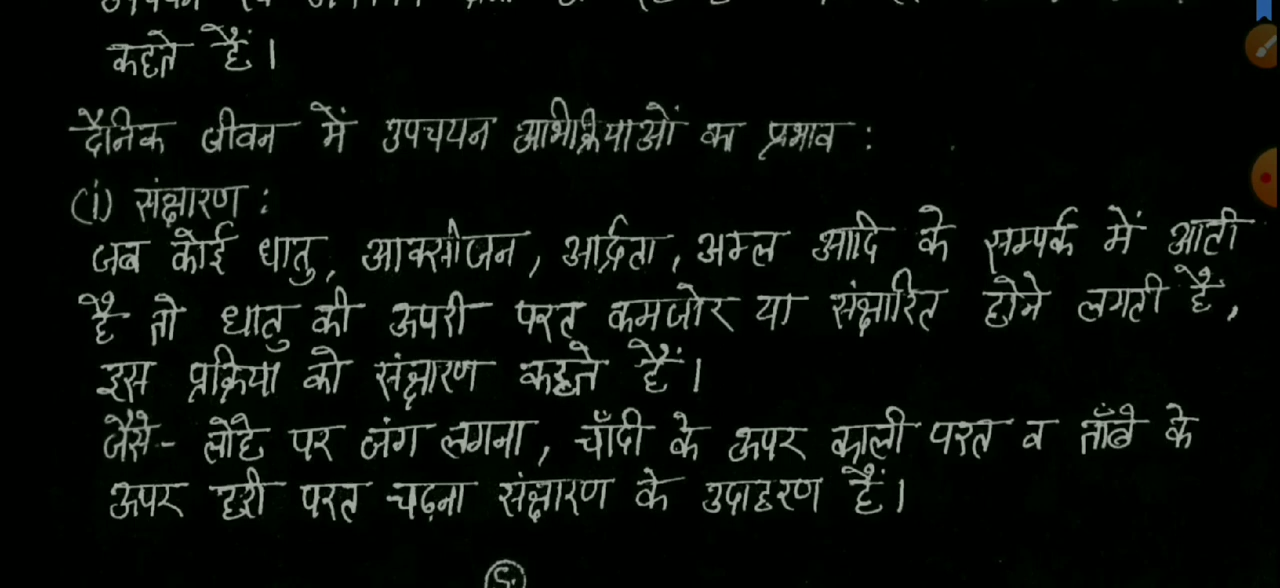 कहते हैं।
दैनिक जीवन में उपचयन अभिक्रियाओं का प्रभाव :
(i) संक्षारण :
जब कोई धातु, आक्सीजन, आर्द्रता, अम्ल आदि के सम्पर्क में आती
है तो धातु की ऊपरी परत कमजोर या संक्षारित होने लगती है,
इस प्रक्रिया को संक्षारण कहते हैं।
जैसे- लोहे पर जंग लगना, चाँदी के ऊपर काली परत व ताँबे के
ऊपर हरी परत चढ़ना संक्षारण के उदाहरण हैं।